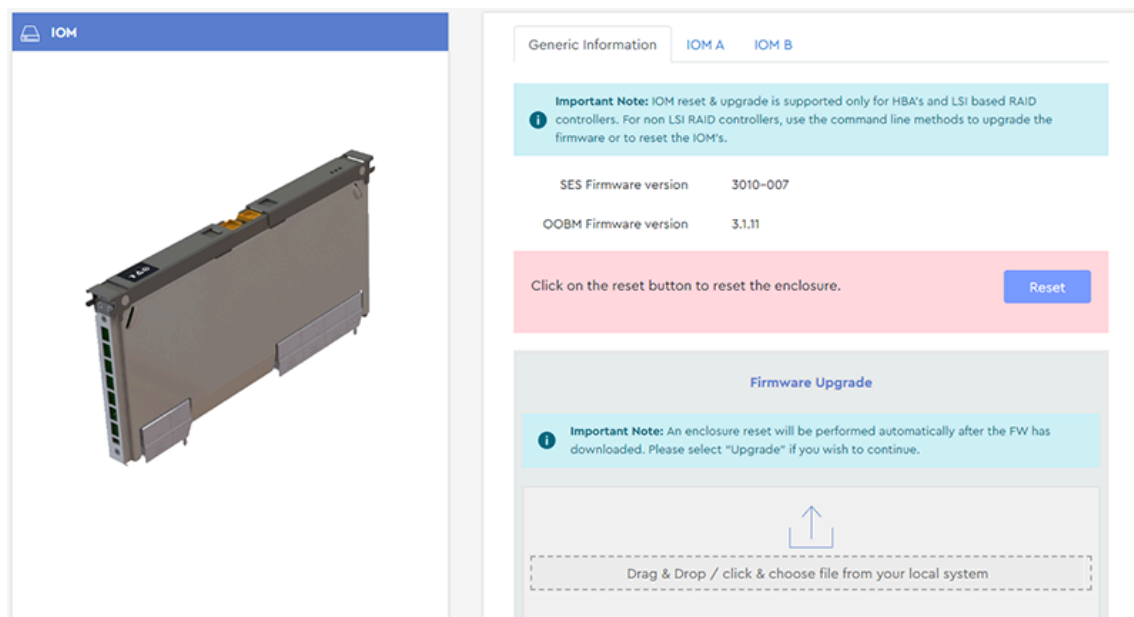 IOM
Generic Information IOM A IOM B
Important Note: IOM reset & upgrade is supported only for HBA's and LSI based RAID
controllers. For non LSI RAID controllers, use the command line methods to upgrade the
firmware or to reset the IOM's.
SES Firmware version 3010-007
OOBM Firmware version 3.1.11
Click on the reset button to reset the enclosure.
Reset
Firmware Upgrade
Important Note: An enclosure reset will be performed automatically after the FW has
downloaded. Please select "Upgrade" if you wish to continue.
Drag & Drop / click & choose file from your local system